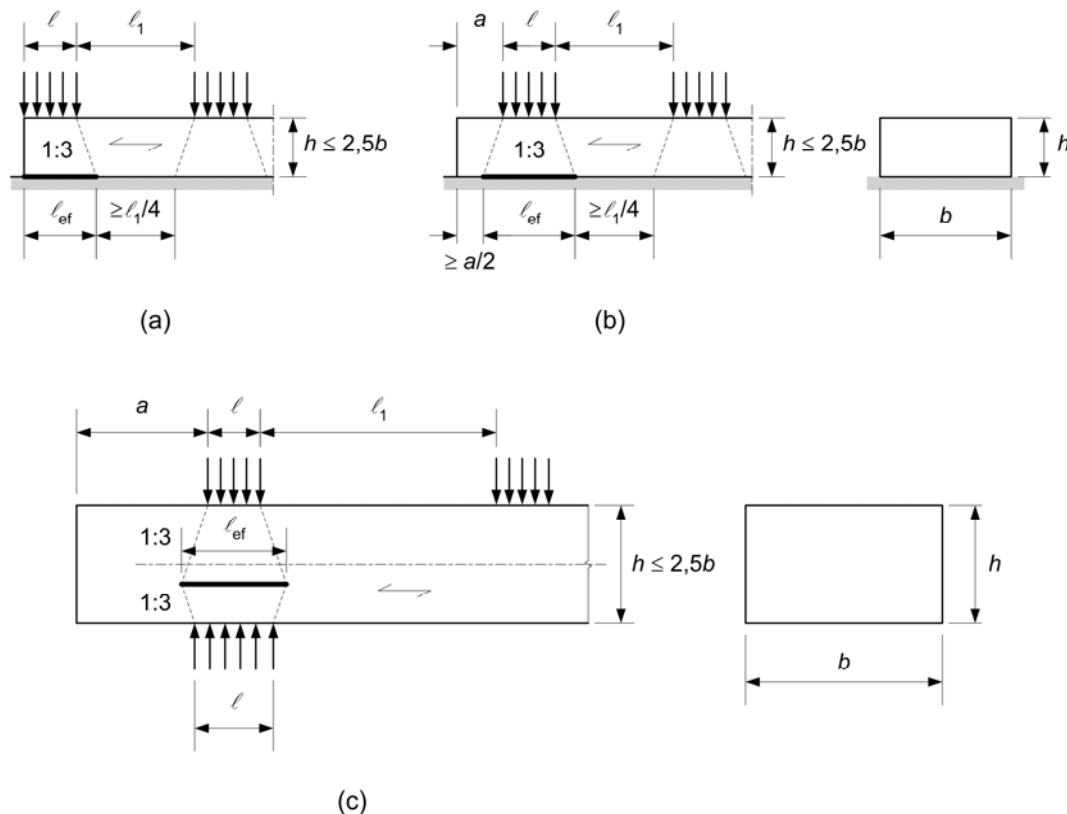 ℓ ℓ₁
1:3
h ≤ 2,5b
ℓef ≥ℓ₁/4
(a)
a ℓ ℓ₁
1:3
h ≤ 2,5b
ℓef ≥ℓ₁/4
≥ a/2
(b)
h
b
a ℓ ℓ₁
1:3 ℓef
h ≤ 2,5b
1:3
ℓ
h
b
(c)